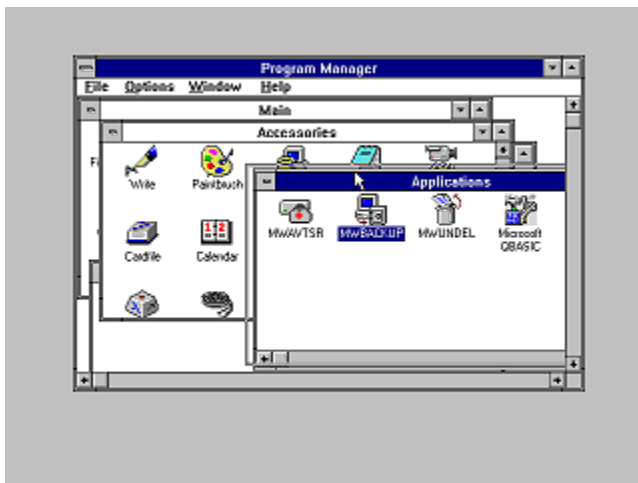 Program Manager
File Options Window Help
Main
Accessories
Write
Paintbrush
Applications
MWAVTSR
MWBACKUP
MWUNDEL
Microsoft
QBASIC
Cardfile
Calendar